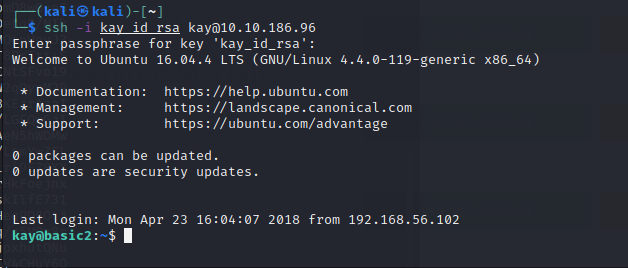 ┌──(kali㉿kali)-[~]
└─$ ssh -i kay_id_rsa kay@10.10.186.96
Enter passphrase for key 'kay_id_rsa':
Welcome to Ubuntu 16.04.4 LTS (GNU/Linux 4.4.0-119-generic x86_64)
* Documentation:  https://help.ubuntu.com
* Management:     https://landscape.canonical.com
* Support:        https://ubuntu.com/advantage
0 packages can be updated.
0 updates are security updates.
Last login: Mon Apr 23 16:04:07 2018 from 192.168.56.102
kay@basic2:~$